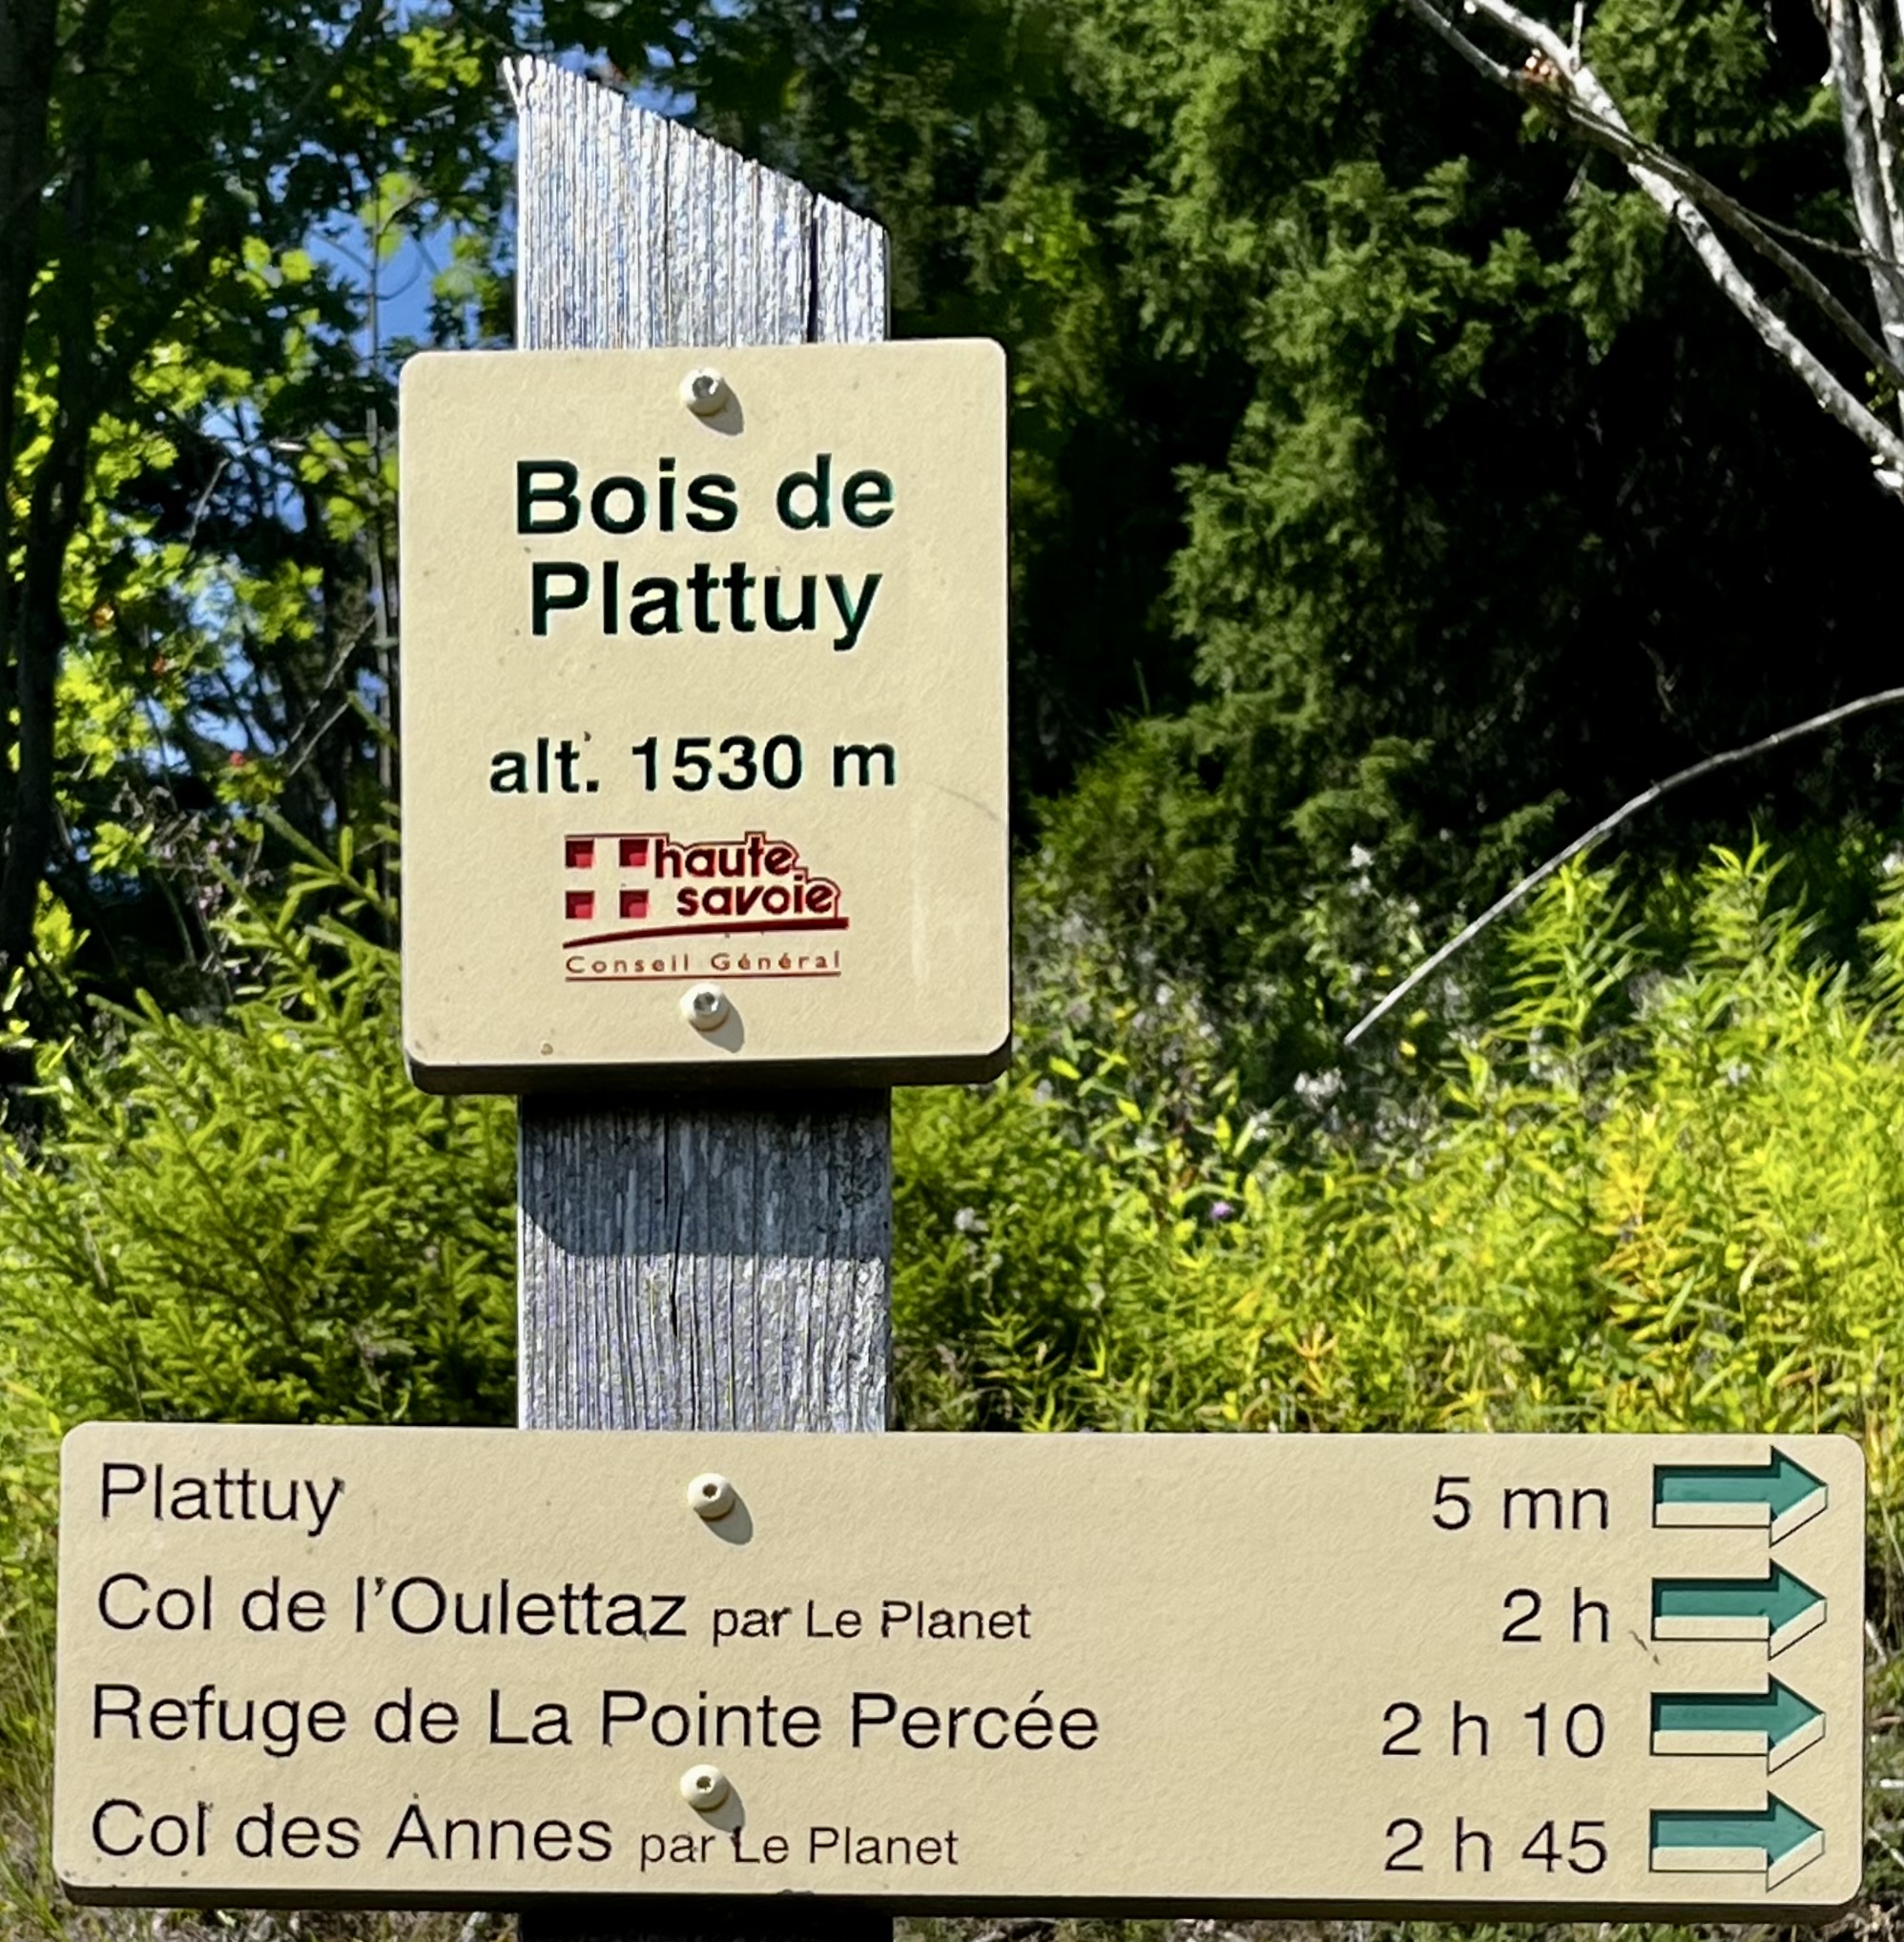 Bois de
Plattuy
alt. 1530 m
haute
savoie
Conseil Général
Plattuy 5 mn
Col de l'Oulettaz par Le Planet 2 h
Refuge de La Pointe Percée 2 h 10
Col des Annes par Le Planet 2 h 45